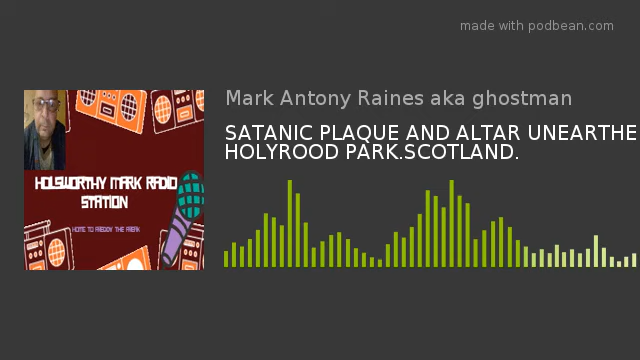 made with podbean.com
Mark Antony Raines aka ghostman
SATANIC PLAQUE AND ALTAR UNEARTHE
HOLYROOD PARK.SCOTLAND.
HOLSWORTHY MARK RADIO
STATION
HOME TO FREDDY THE FREAK